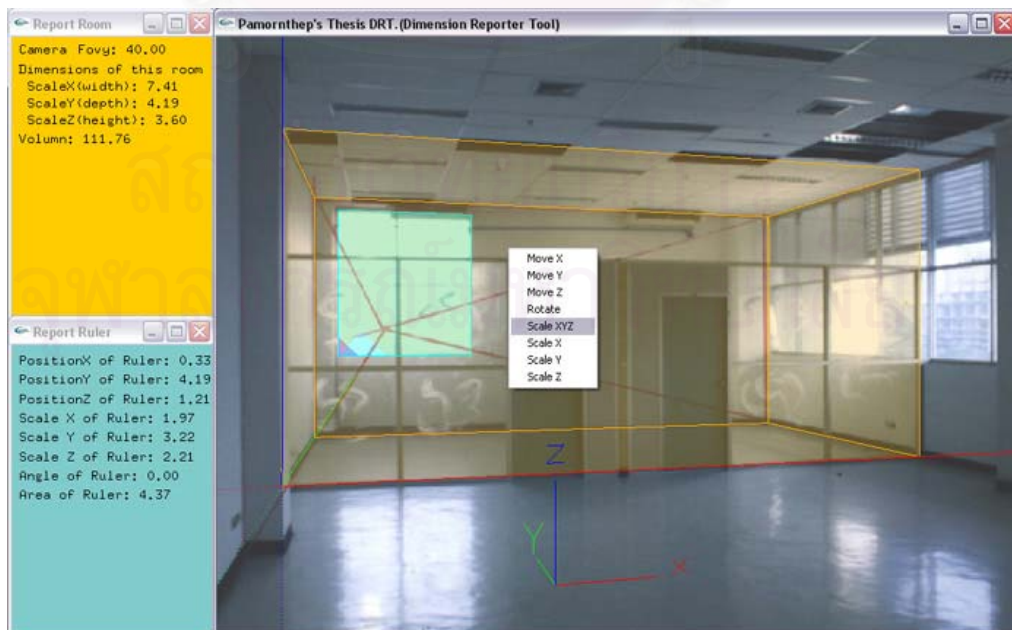 Report Room
Camera Fovy: 40.00
Dimensions of this room
ScaleX(width): 7.41
ScaleY(depth): 4.19
ScaleZ(height): 3.60
Volumn: 111.76
Report Ruler
PositionX of Ruler: 0.33
PositionY of Ruler: 4.19
PositionZ of Ruler: 1.21
Scale X of Ruler: 1.97
Scale Y of Ruler: 3.22
Scale Z of Ruler: 2.21
Angle of Ruler: 0.00
Area of Ruler: 4.37
Pamornthep's Thesis DRT.(Dimension Reporter Tool)
Move X
Move Y
Move Z
Rotate
Scale XYZ
Scale X
Scale Y
Scale Z
Z
Y
X